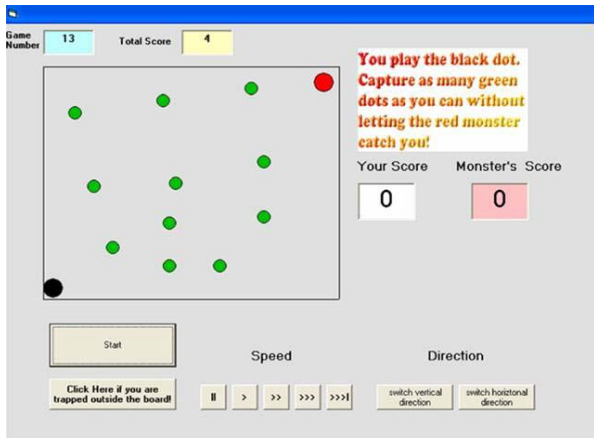 Game
Number
13
Total Score
4
You play the black dot.
Capture as many green
dots as you can without
letting the red monster
catch you!
Your Score
Monster's Score
0
0
Start
Speed
Direction
Click Here if you are
trapped outside the board!
II
>
>>
>>>
>>>I
switch vertical
direction
switch horiztonal
direction